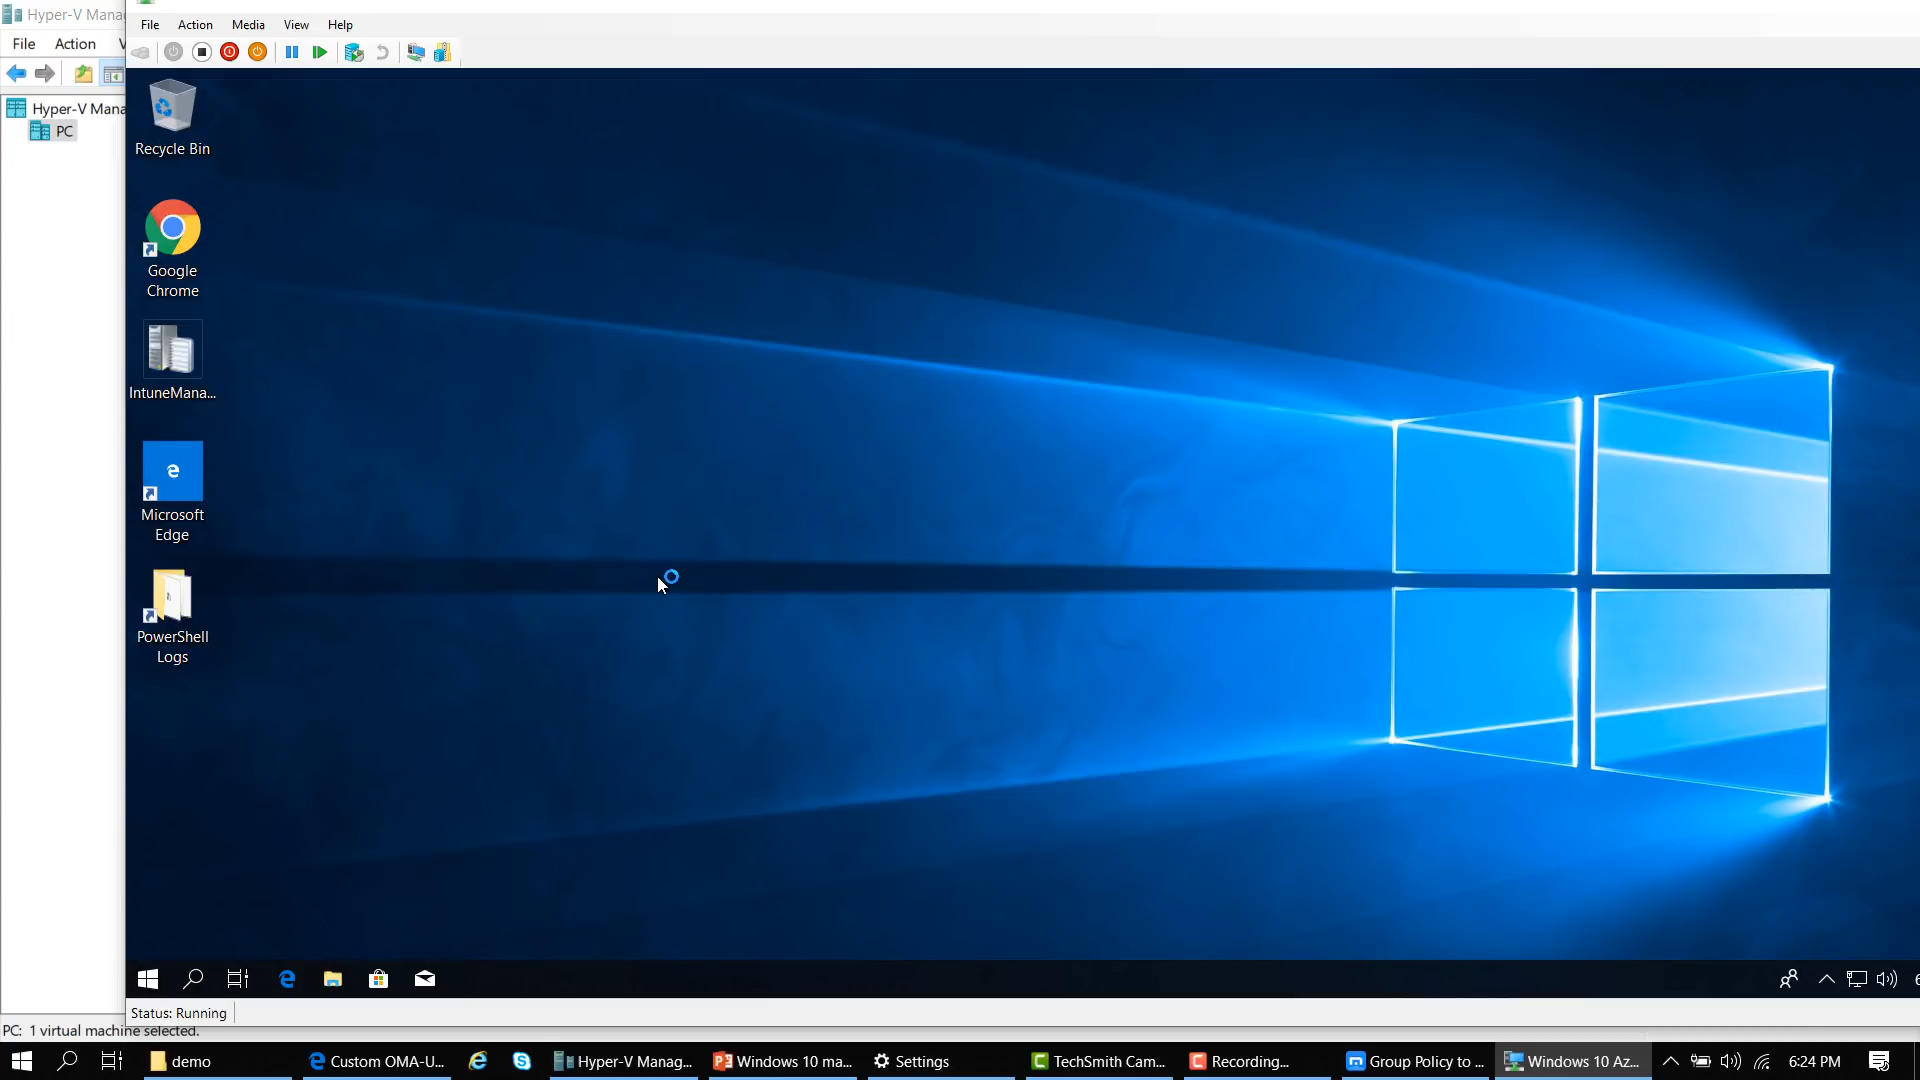 Hyper-V Mana
File Action V
Hyper-V Mana
PC
File Action Media View Help
Recycle Bin
Google
Chrome
IntuneMana...
Microsoft
Edge
PowerShell
Logs
Status: Running
PC: 1 virtual machine selected.
demo
Custom OMA-U...
Hyper-V Manag...
Windows 10 ma...
Settings
TechSmith Cam...
Recording...
Group Policy to ...
Windows 10 Az...
6:24 PM